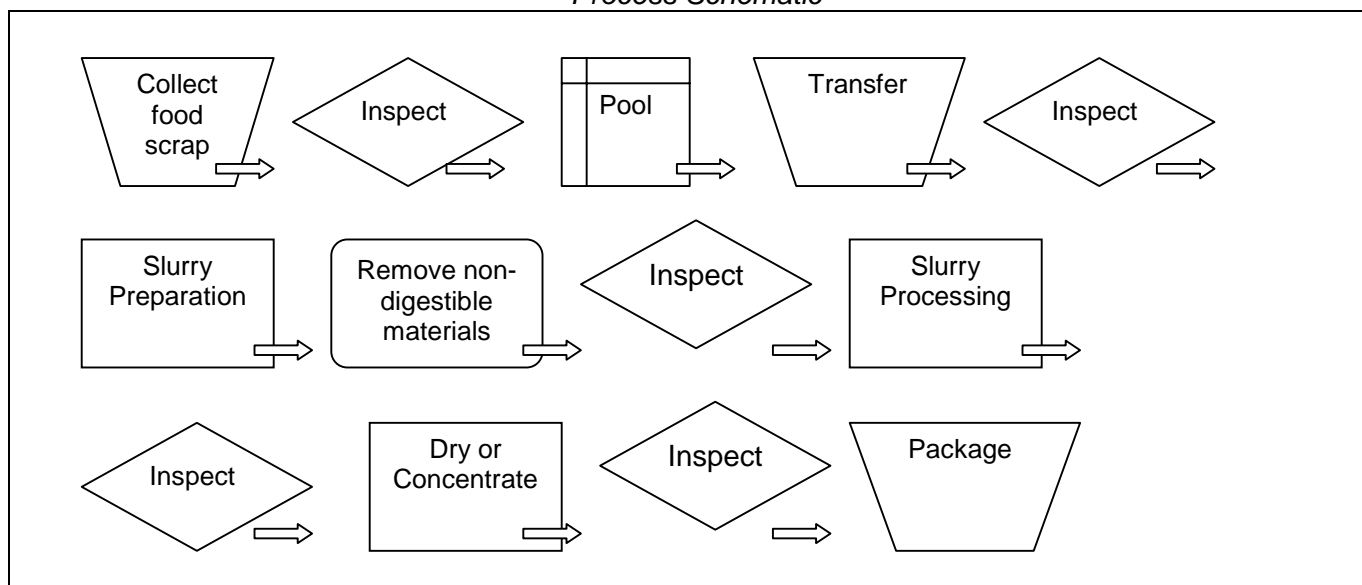 Process Schematic
Collect
food
scrap
Inspect
Pool
Transfer
Inspect
Slurry
Preparation
Remove non-
digestible
materials
Inspect
Slurry
Processing
Inspect
Dry or
Concentrate
Inspect
Package